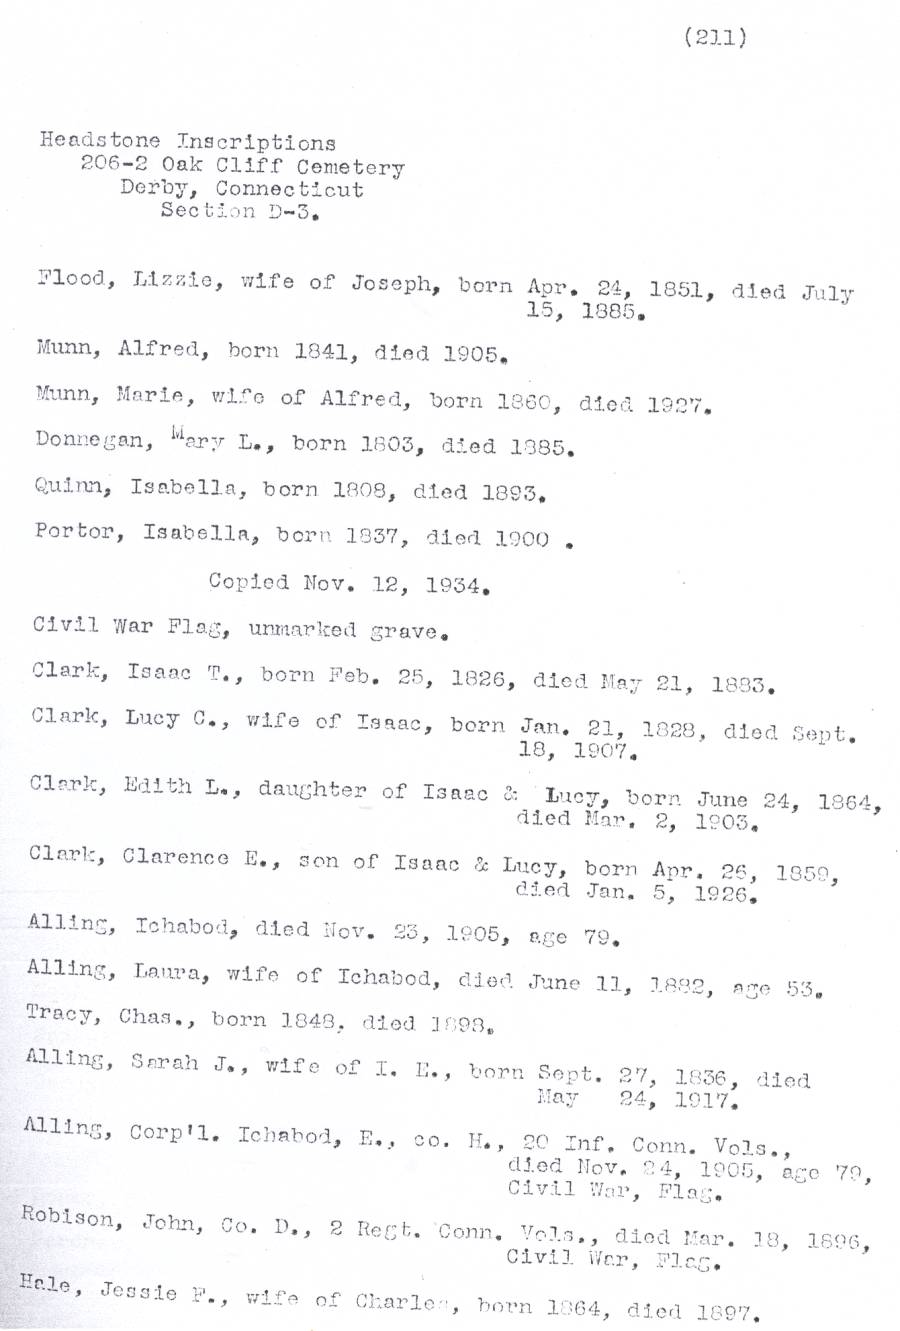 (211)
Headstone Inscriptions
206-2 Oak Cliff Cemetery
Derby, Connecticut
Section D-3.
Flood, Lizzie, wife of Joseph, born Apr. 24, 1851, died July
15, 1885.
Munn, Alfred, born 1841, died 1905.
Munn, Marie, wife of Alfred, born 1860, died 1927.
Donnegan, Mary L., born 1803, died 1885.
Quinn, Isabella, born 1808, died 1893.
Portor, Isabella, born 1837, died 1900 .
Copied Nov. 12, 1934.
Civil War Flag, unmarked grave.
Clark, Isaac T., born Feb. 25, 1826, died May 21, 1883.
Clark, Lucy C., wife of Isaac, born Jan. 21, 1828, died Sept.
18, 1907.
Clark, Edith L., daughter of Isaac & Lucy, born June 24, 1864,
died Mar. 2, 1903.
Clark, Clarence E., son of Isaac & Lucy, born Apr. 26, 1859,
died Jan. 5, 1926.
Alling, Ichabod, died Nov. 23, 1905, age 79.
Alling, Laura, wife of Ichabod, died June 11, 1882, age 53.
Tracy, Chas., born 1848, died 1898.
Alling, Sarah J., wife of I. E., born Sept. 27, 1836, died
May 24, 1917.
Alling, Corp'l. Ichabod, E., co. H., 20 Inf. Conn. Vols.,
died Nov. 24, 1905, age 79,
Civil War, Flag.
Robison, John, Co. D., 2 Regt. Conn. Vols., died Mar. 18, 1896,
Civil War, Flag.
Hale, Jessie F., wife of Charles, born 1864, died 1897.